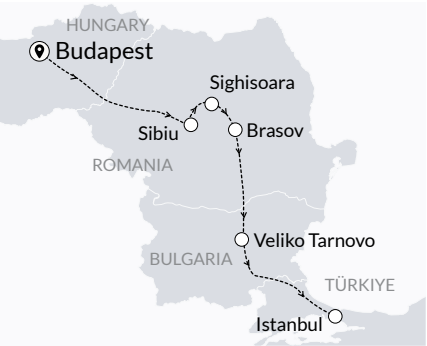 HUNGARY
Budapest
Sighisoara
Sibiu
Brasov
ROMANIA
Veliko Tarnovo
BULGARIA
TÜRKIYE
Istanbul